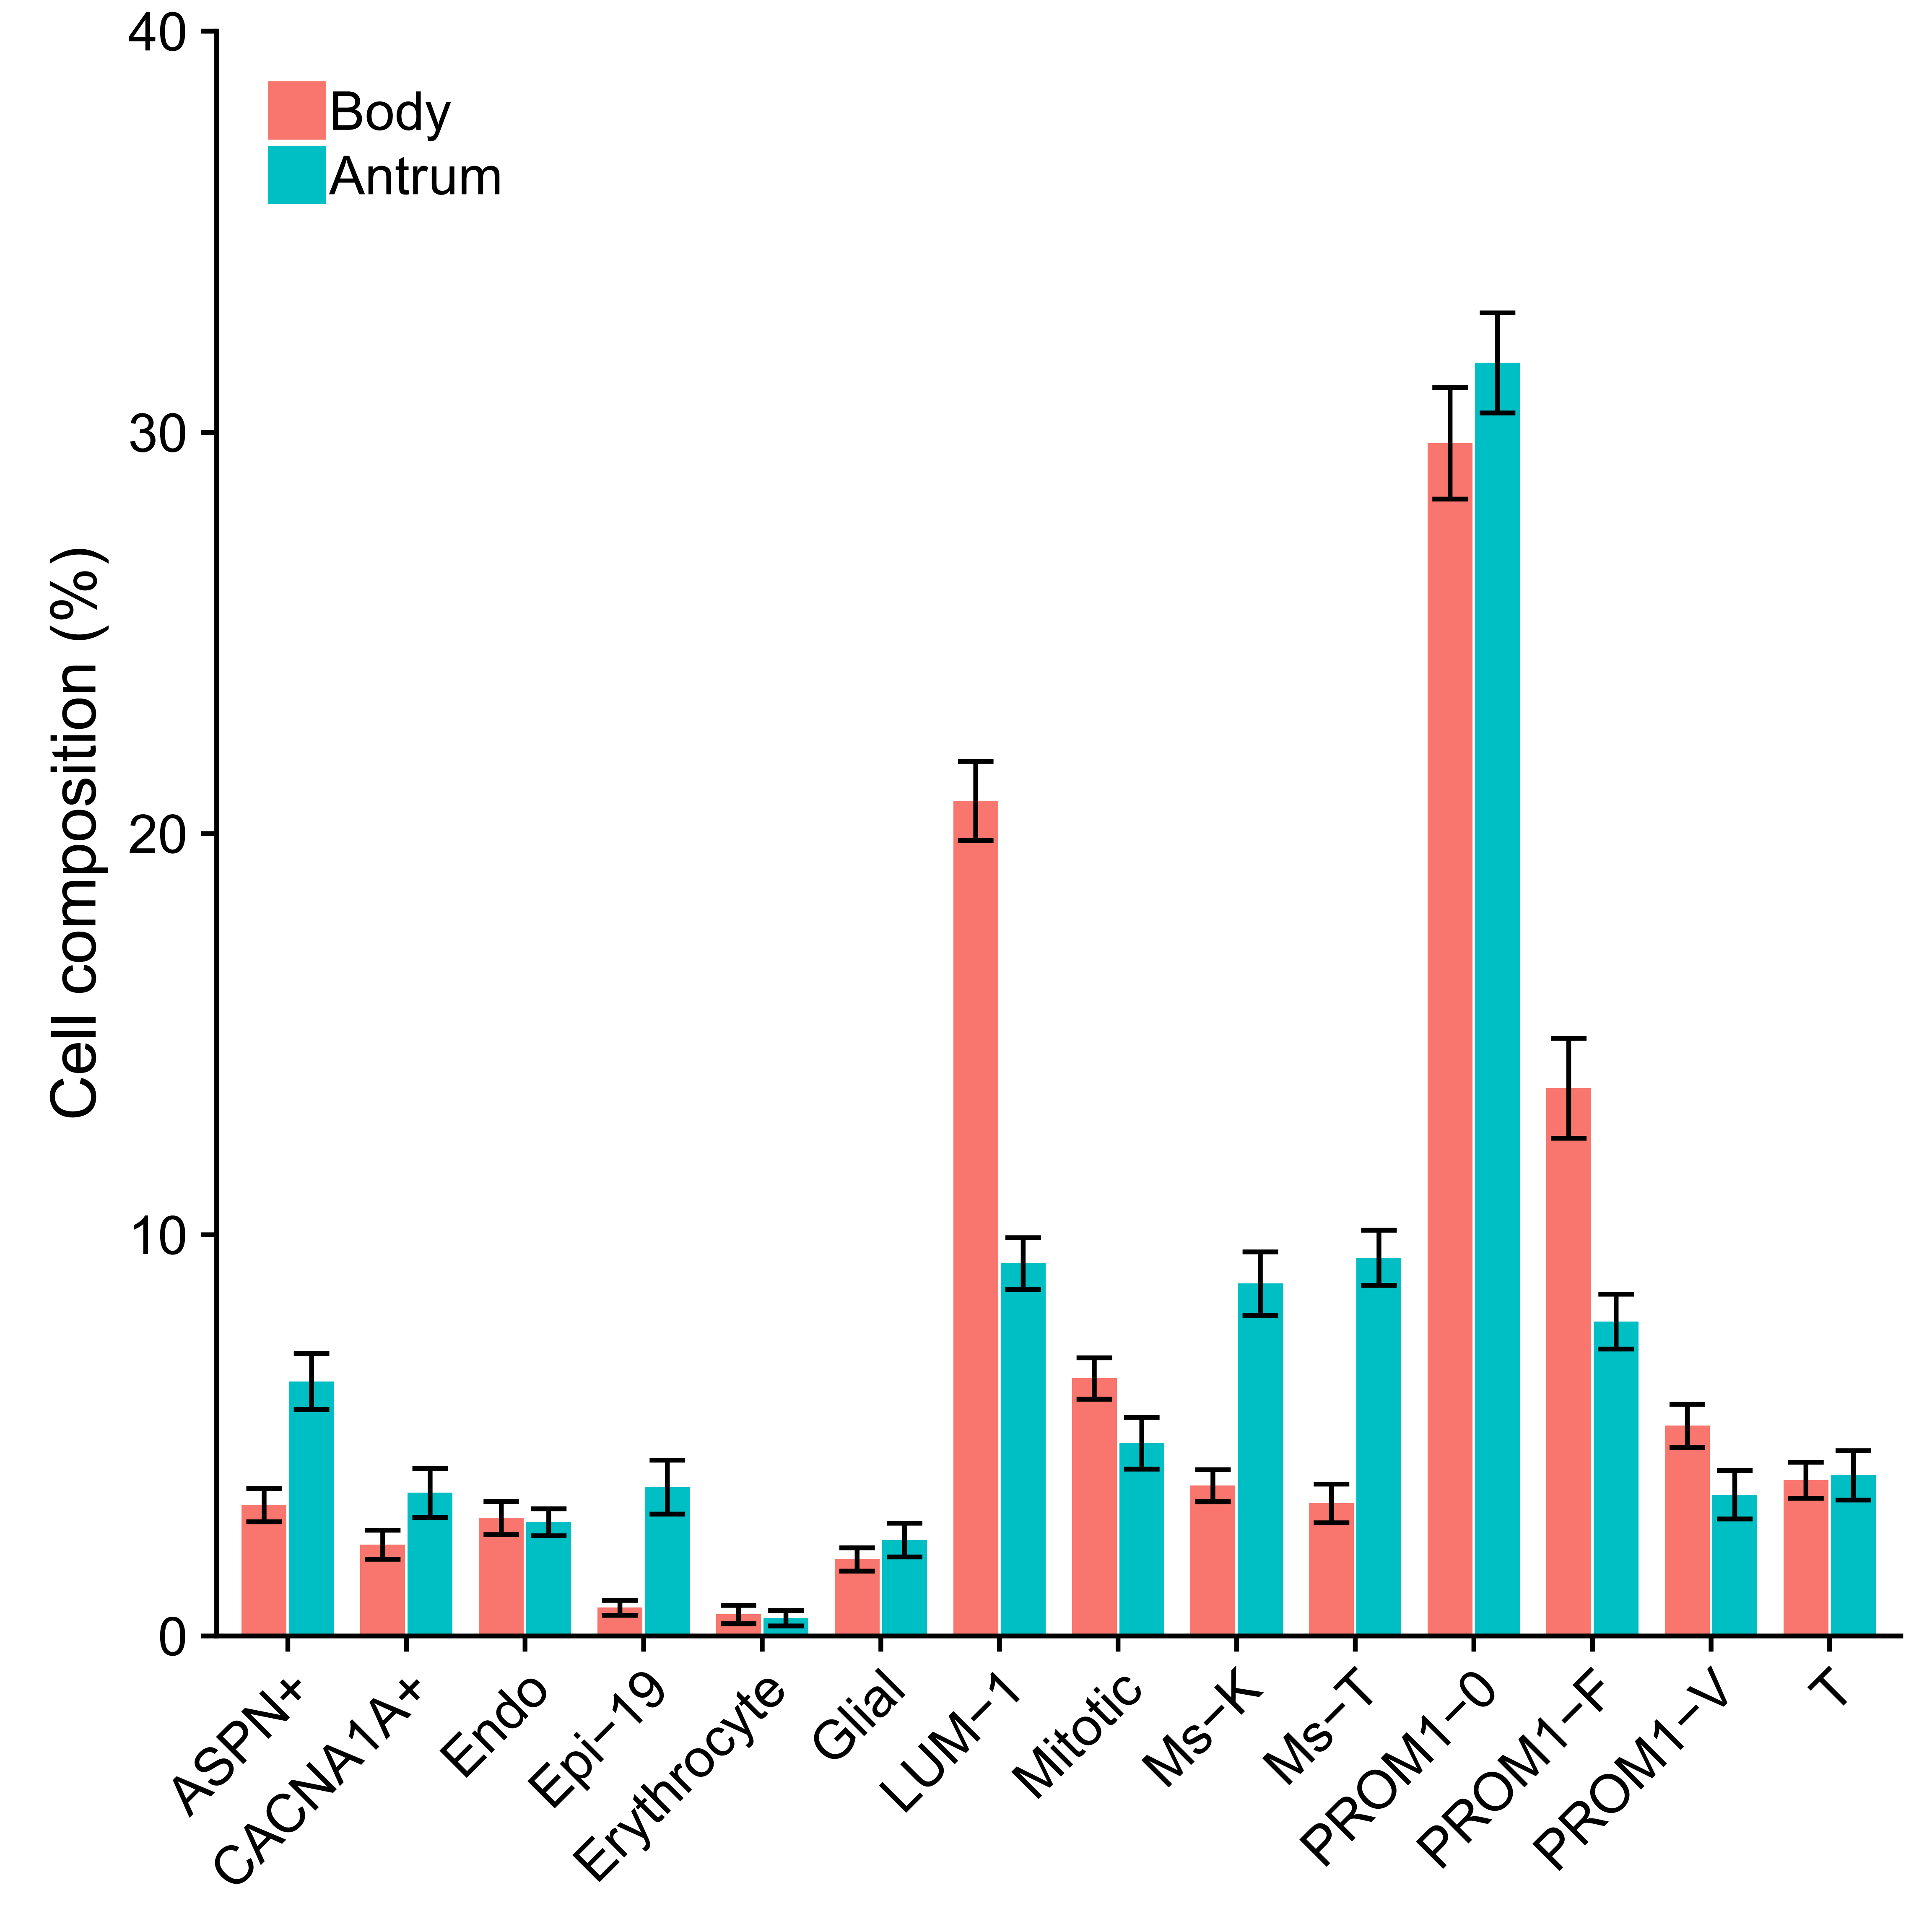 40
Body
Antrum
30
20
10
0
Cell composition (%)
ASPN+
CACNA1A+
Endo
Epi−19
Erythrocyte
Glial
LUM−1
Mitotic
Ms−K
Ms−T
PROM1−0
PROM1−F
PROM1−V
T